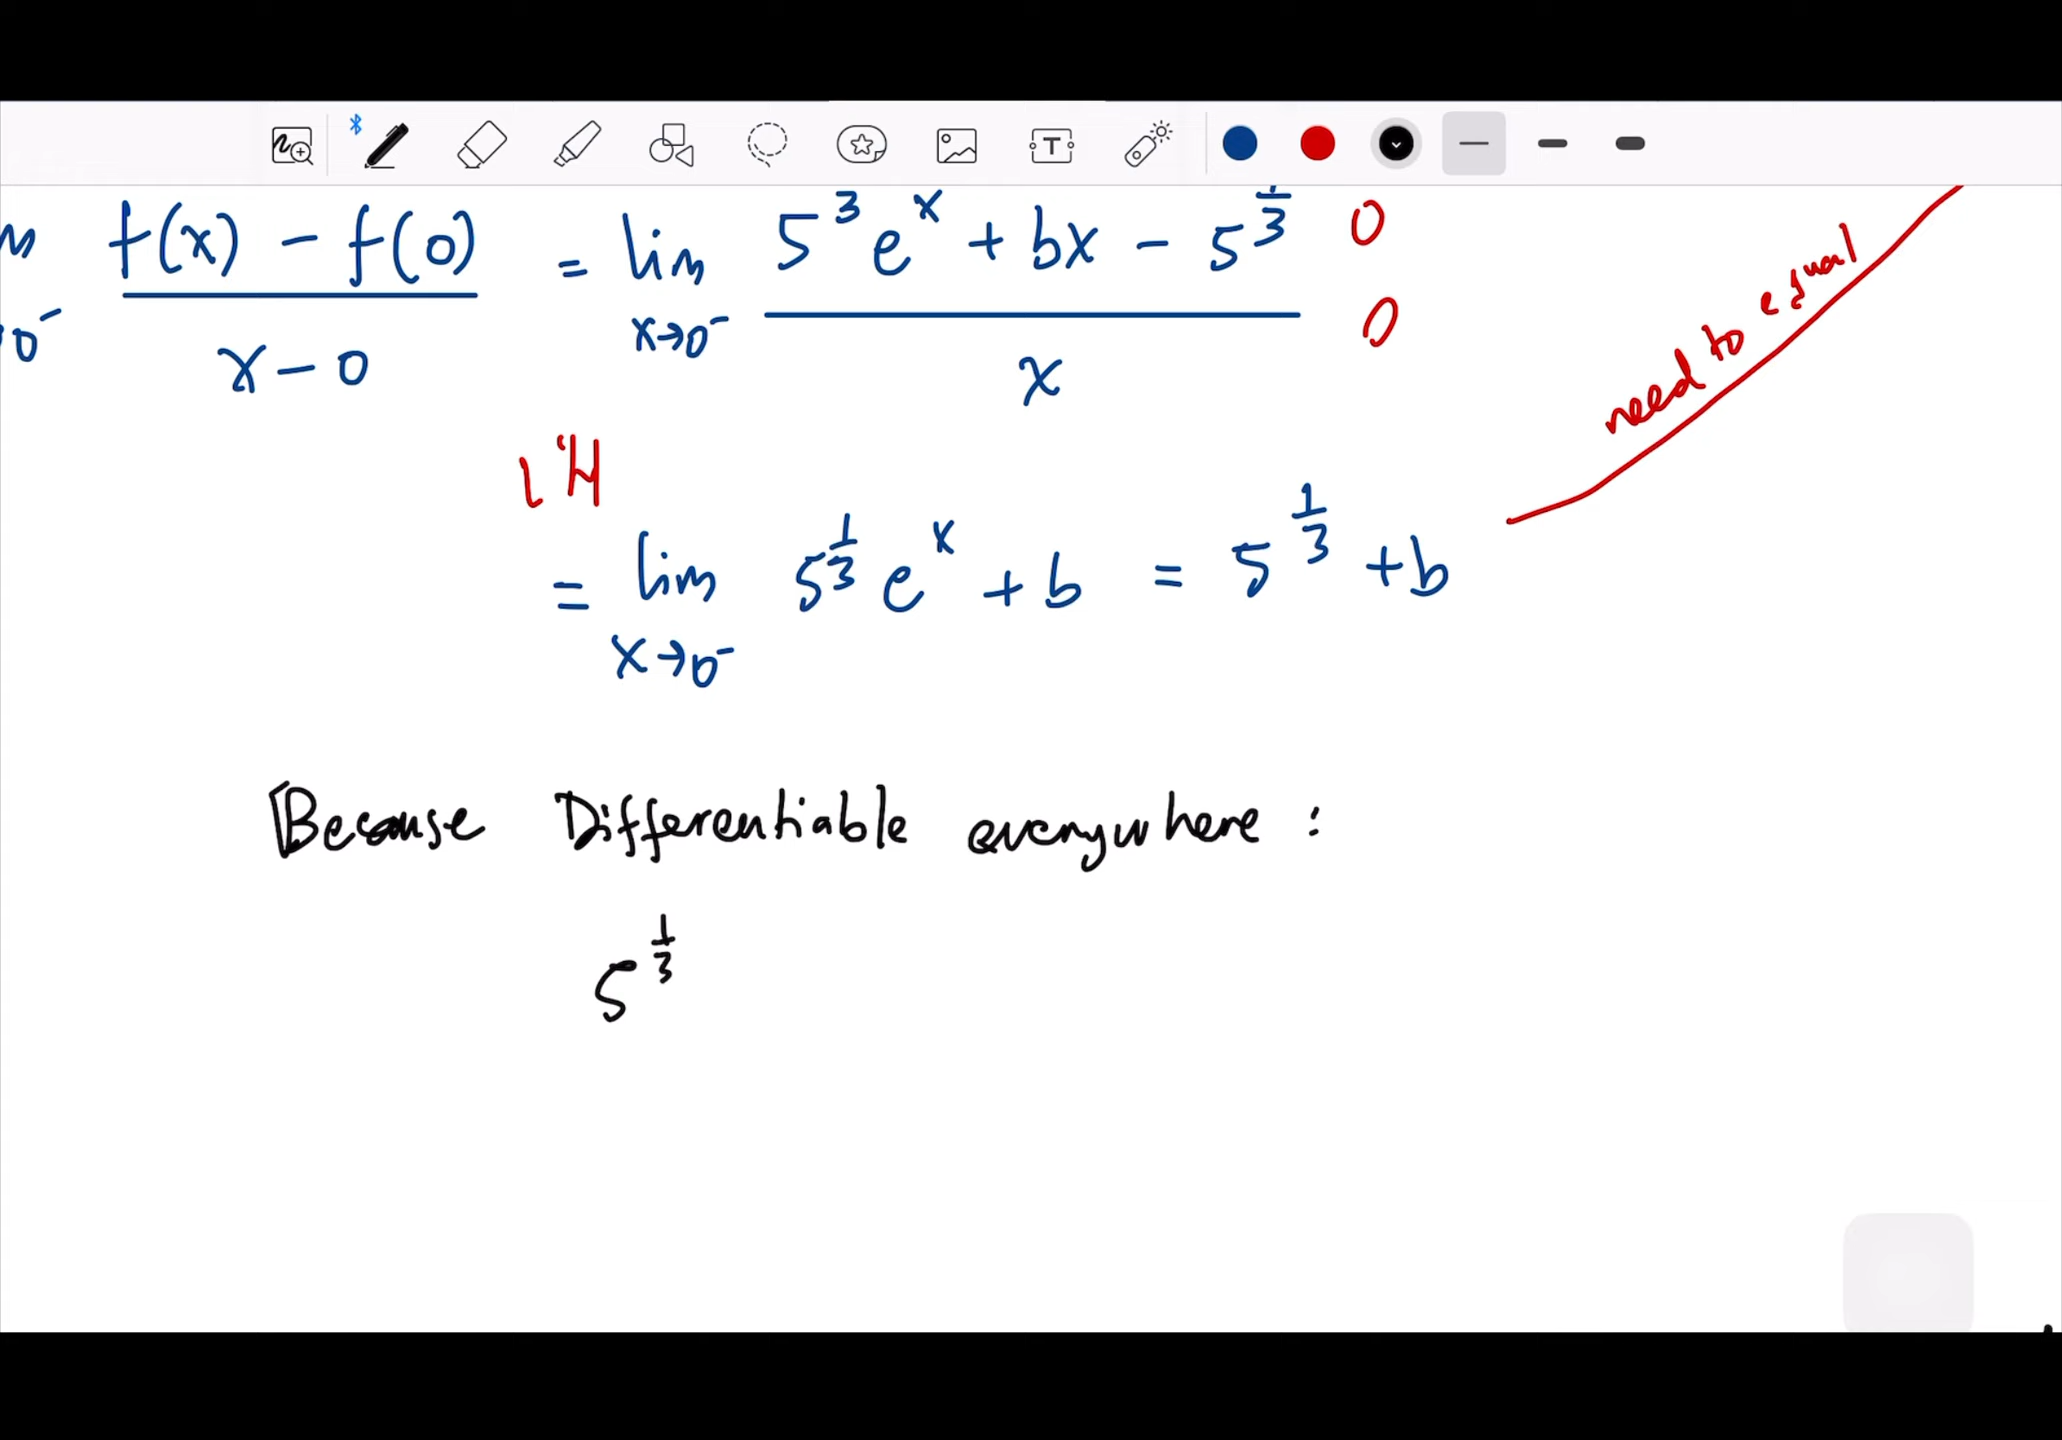 m f(x) - f(0) = lim 5^3 e^x + bx - 5^{1/3} 0
→0^- x - 0 x→0^- x 0
need to equal
L'H
= lim 5^{1/3} e^x + b = 5^{1/3} + b
x→0^-
Because Differentiable everywhere :
5^{1/3}